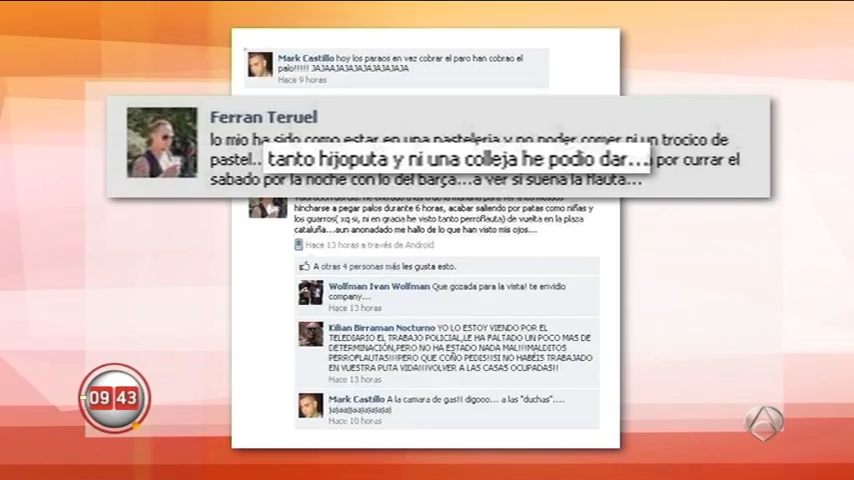 Mark Castillo hoy los paraos en vez cobrar el paro han cobrao el
palo!!!!! JAJAAJAJAJAJAJAJAJAJA
Hace 9 horas
Ferran Teruel
lo mio ha sido como estar en una pasteleria y no poder comer ni un trocico de
pastel.. tanto hijoputa y ni una colleja he podio dar... a por currar el
sabado por la noche con lo del barça...a ver si suena la flauta...
hincharse a pegar palos durante 6 horas, acabar saliendo por patas como niñas y
los guarros( xq si, ni en gracia he visto tanto perroflauta) de vuelta en la plaza
cataluña...aun anonadado me hallo de lo que han visto mis ojos...
Hace 13 horas a través de Android
A otras 4 personas más les gusta esto.
Wolfman Ivan Wolfman Que gozada para la vista! te envidio
company...
Hace 13 horas
Kilian Birraman Nocturno YO LO ESTOY VIENDO POR EL
TELEDIARIO EL TRABAJO POLICIAL,LE HA FALTADO UN POCO MAS DE
DETERMINACIÓN,PERO NO HA ESTADO NADA MAL!!!MALDITOS
PERROFLAUTAS!!!PERO QUE COÑO PEDIS!!SI NO HABÉIS TRABAJADO
EN VUESTRA PUTA VIDA!!!VOLVER A LAS CASAS OCUPADAS!!
Hace 13 horas
Mark Castillo A la camara de gas!! digooo... a las "duchas"....
jajaajjaajajajajaj
Hace 10 horas
09 43